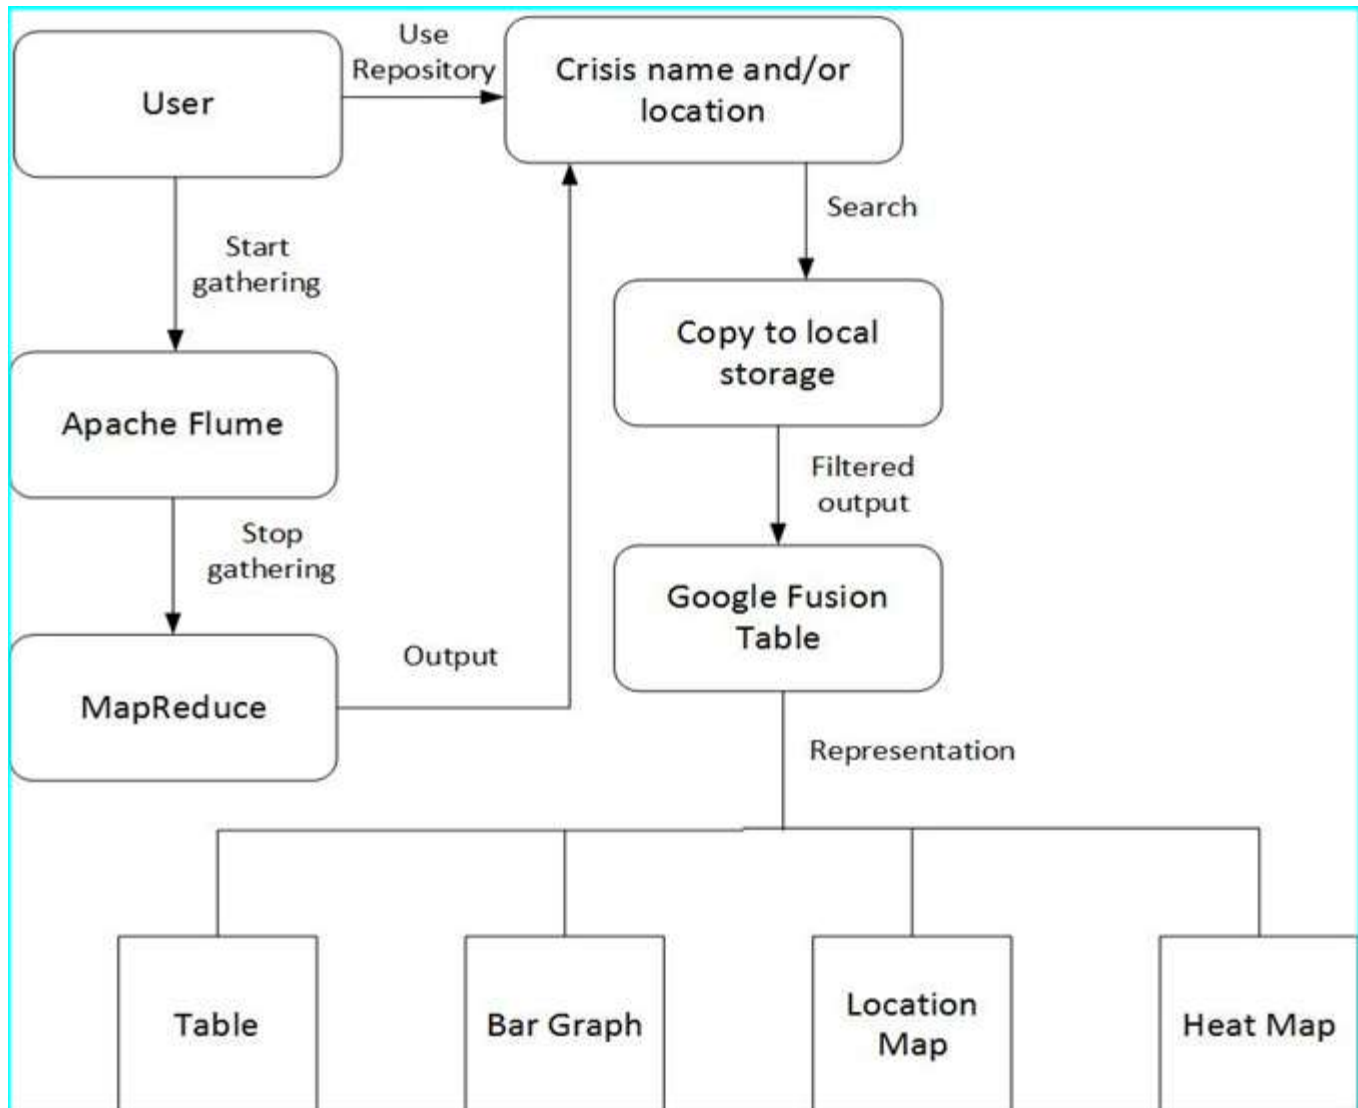 User
Use
Repository
Crisis name and/or
location
Search
Start
gathering
Copy to local
storage
Apache Flume
Filtered
output
Stop
gathering
Google Fusion
Table
Output
MapReduce
Representation
Table
Bar Graph
Location
Map
Heat Map